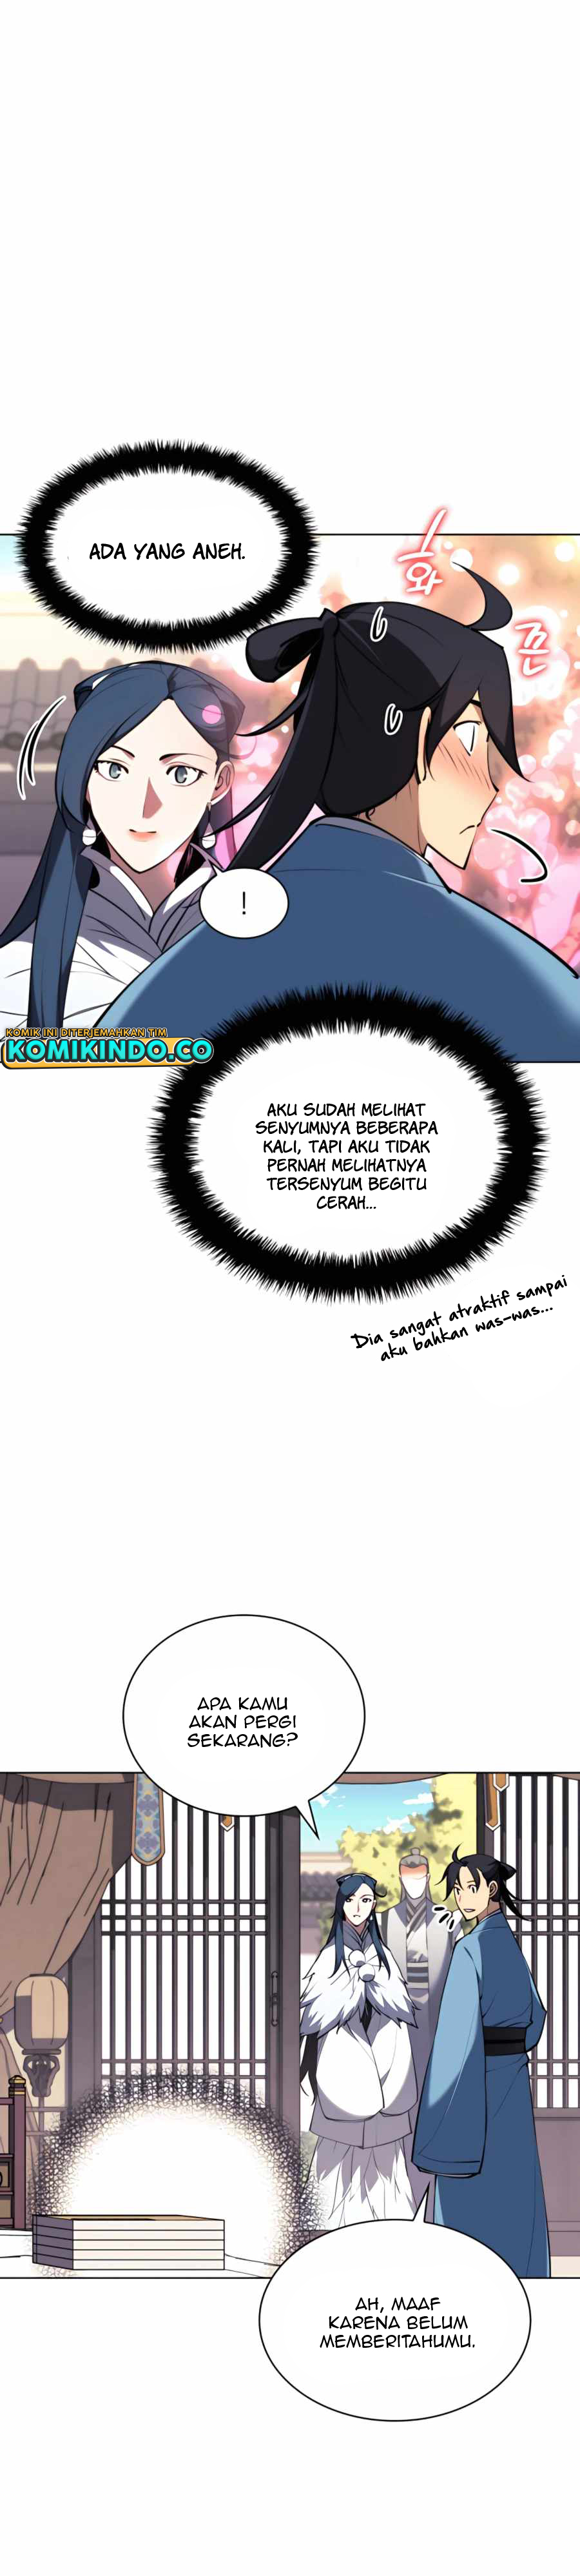 ADA YANG ANEH.
화
끈
!
KOMIK INI DITERJEMAHKAN TIM
KOMIKINDO.CO
AKU SUDAH MELIHAT
SENYUMNYA BEBERAPA
KALI, TAPI AKU TIDAK
PERNAH MELIHATNYA
TERSENYUM BEGITU
CERAH...
Dia sangat atraktif sampai
aku bahkan was-was...
APA KAMU
AKAN PERGI
SEKARANG?
AH, MAAF
KARENA BELUM
MEMBERITAHUMU.